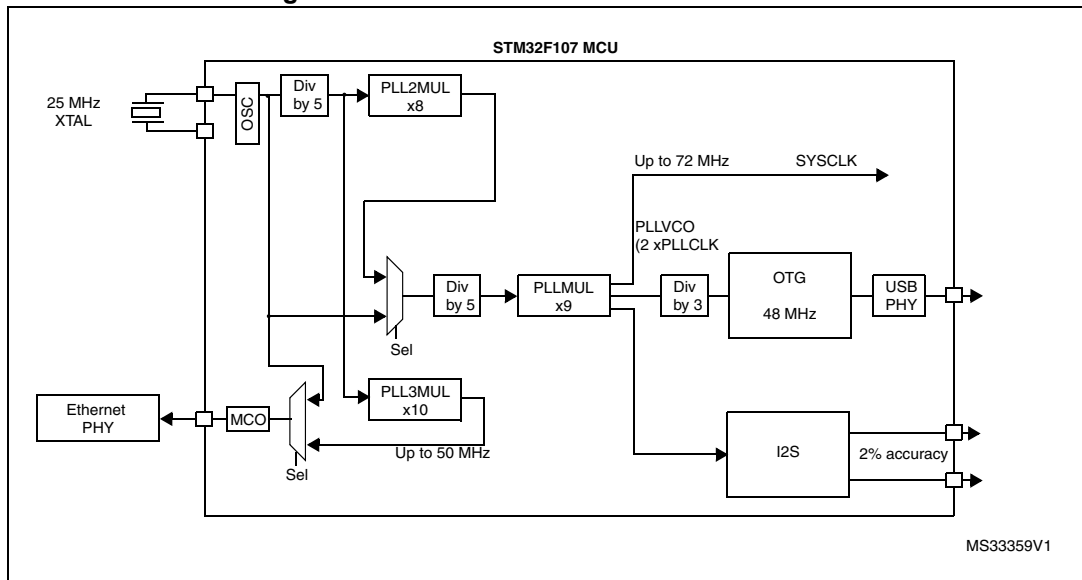 STM32F107 MCU
25 MHz
XTAL
OSC
Div
by 5
PLL2MUL
x8
Up to 72 MHz
SYSCLK
PLLVCO
(2 xPLLCLK
Sel
Div
by 5
PLLMUL
x9
Div
by 3
OTG
48 MHz
USB
PHY
Ethernet
PHY
MCO
Sel
PLL3MUL
x10
Up to 50 MHz
I2S
2% accuracy
MS33359V1